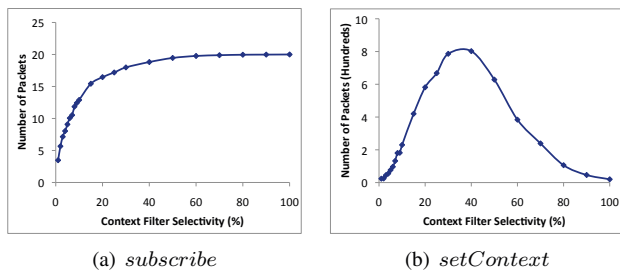 25
20
15
10
5
0
Number of Packets
0 20 40 60 80 100
Context Filter Selectivity (%)
(a) subscribe
10
8
6
4
2
0
Number of Packets (Hundreds)
0 20 40 60 80 100
Context Filter Selectivity (%)
(b) setContext